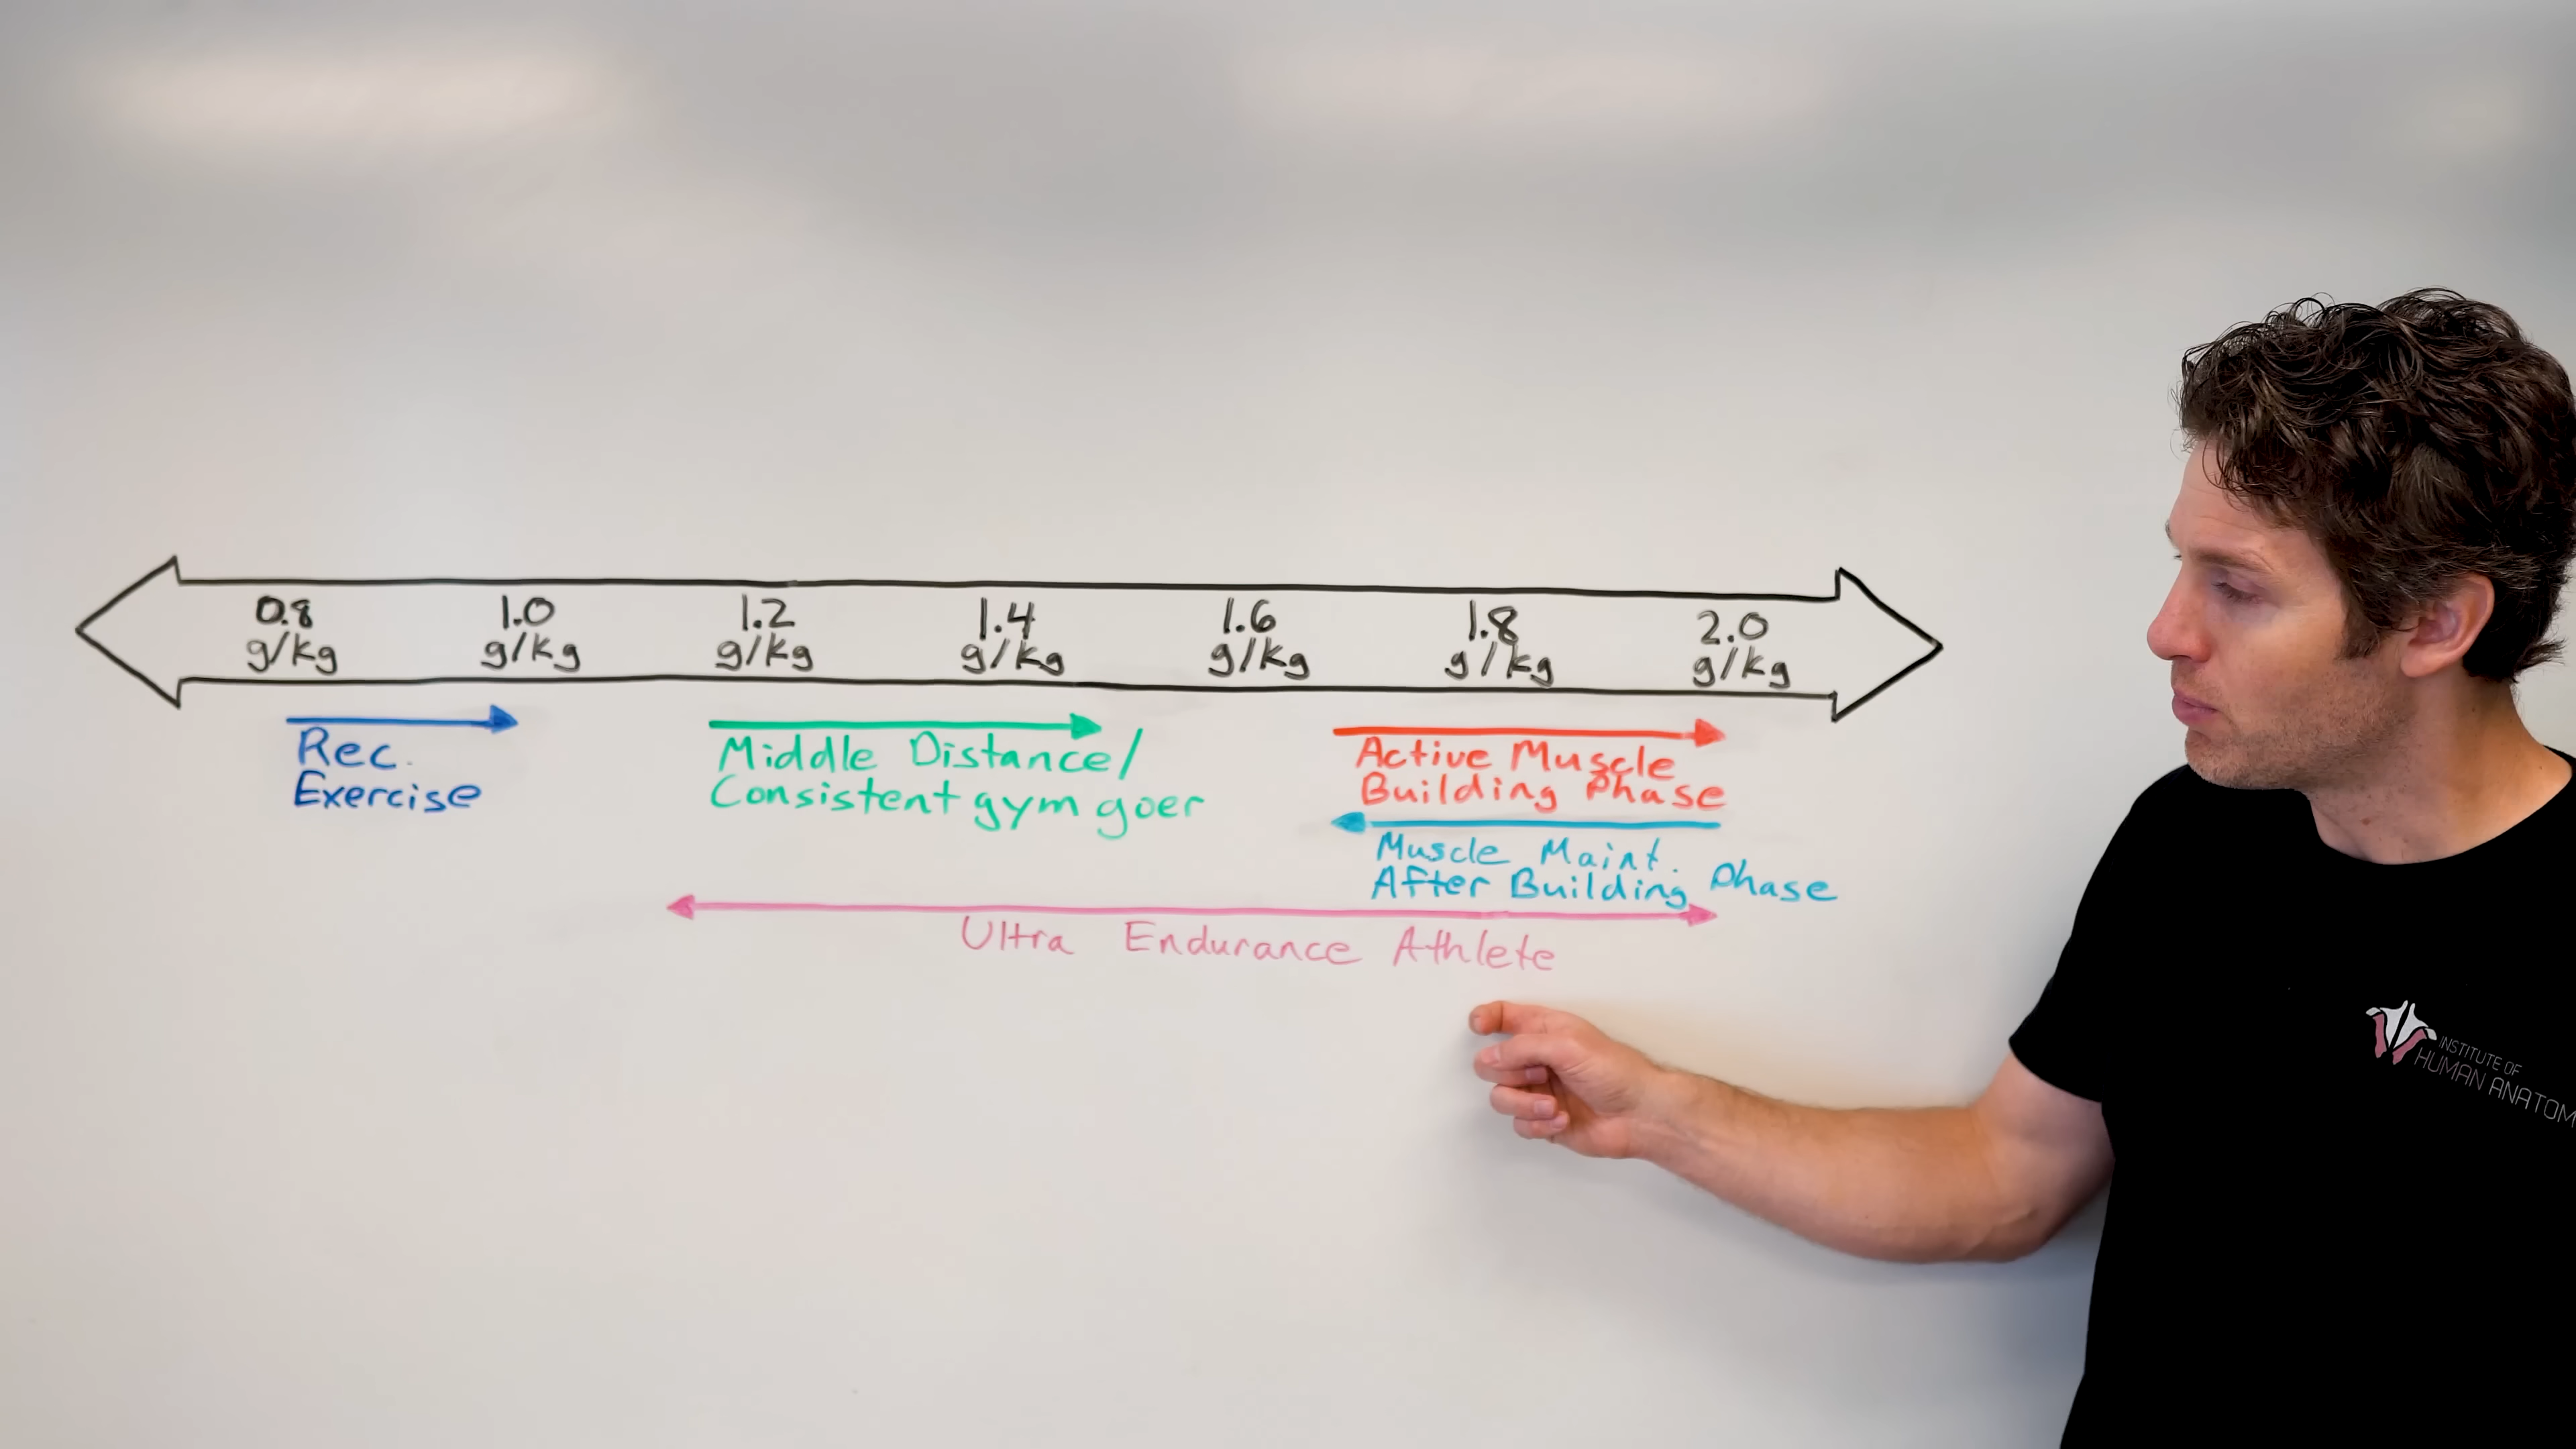 0.8 g/kg
1.0 g/kg
1.2 g/kg
1.4 g/kg
1.6 g/kg
1.8 g/kg
2.0 g/kg
Rec.
Exercise
Middle Distance/
Consistent gym goer
Active Muscle
Building Phase
Muscle Maint.
After Building Phase
Ultra Endurance Athlete
INSTITUTE OF
HUMAN ANATOM